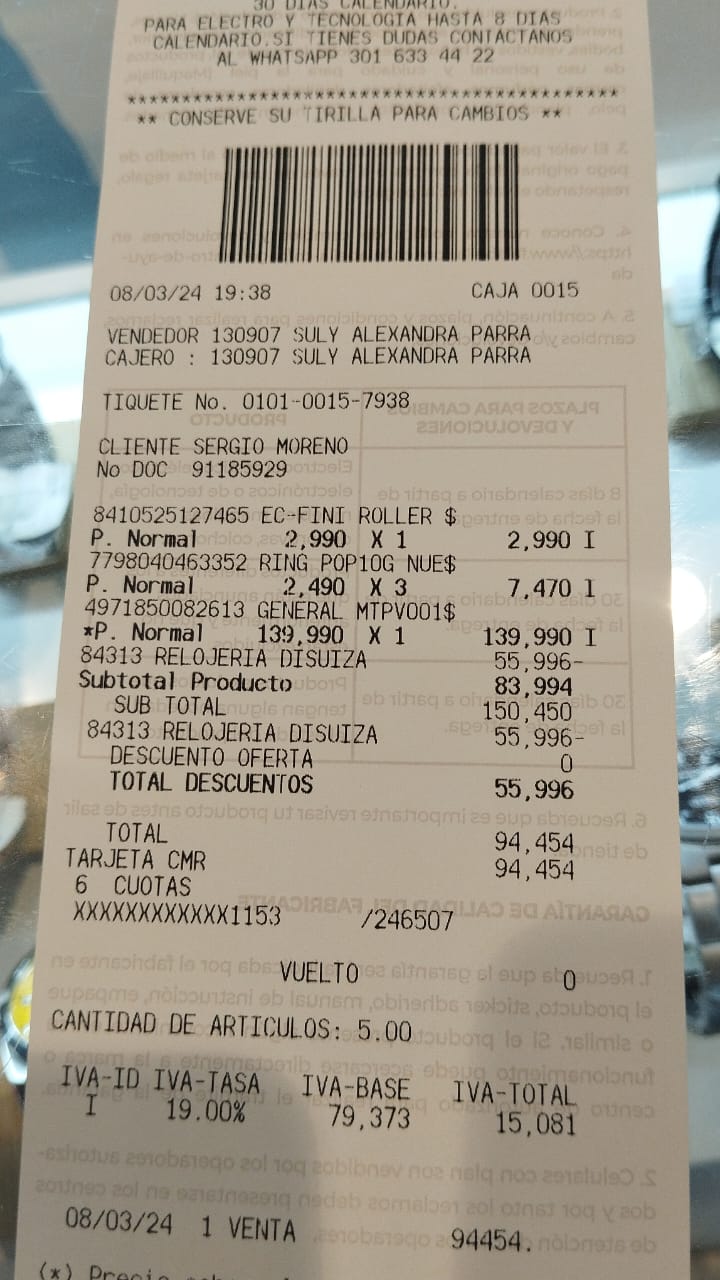 30 DIAS CALENDARIO.
PARA ELECTRO Y TECNOLOGIA HASTA 8 DIAS
CALENDARIO.SI TIENES DUDAS CONTACTANOS
AL WHATSAPP 301 633 44 22
*******************************************
** CONSERVE SU TIRILLA PARA CAMBIOS **
08/03/24 19:38 CAJA 0015
VENDEDOR 130907 SULY ALEXANDRA PARRA
CAJERO : 130907 SULY ALEXANDRA PARRA
TIQUETE No. 0101-0015-7938
CLIENTE SERGIO MORENO
No DOC 91185929
8410525127465 EC-FINI ROLLER $
P. Normal 2,990 X 1 2,990 I
7798040463352 RING POP10G NUE$
P. Normal 2,490 X 3 7,470 I
4971850082613 GENERAL MTPV001$
*P. Normal 139,990 X 1 139,990 I
84313 RELOJERIA DISUIZA 55,996-
Subtotal Producto 83,994
SUB TOTAL 150,450
84313 RELOJERIA DISUIZA 55,996-
DESCUENTO OFERTA 0
TOTAL DESCUENTOS 55,996
TOTAL 94,454
TARJETA CMR 94,454
6 CUOTAS
XXXXXXXXXXXX1153 /246507
VUELTO 0
CANTIDAD DE ARTICULOS: 5.00
IVA-ID IVA-TASA IVA-BASE IVA-TOTAL
I 19.00% 79,373 15,081
08/03/24 1 VENTA 94454.
(*) Precio